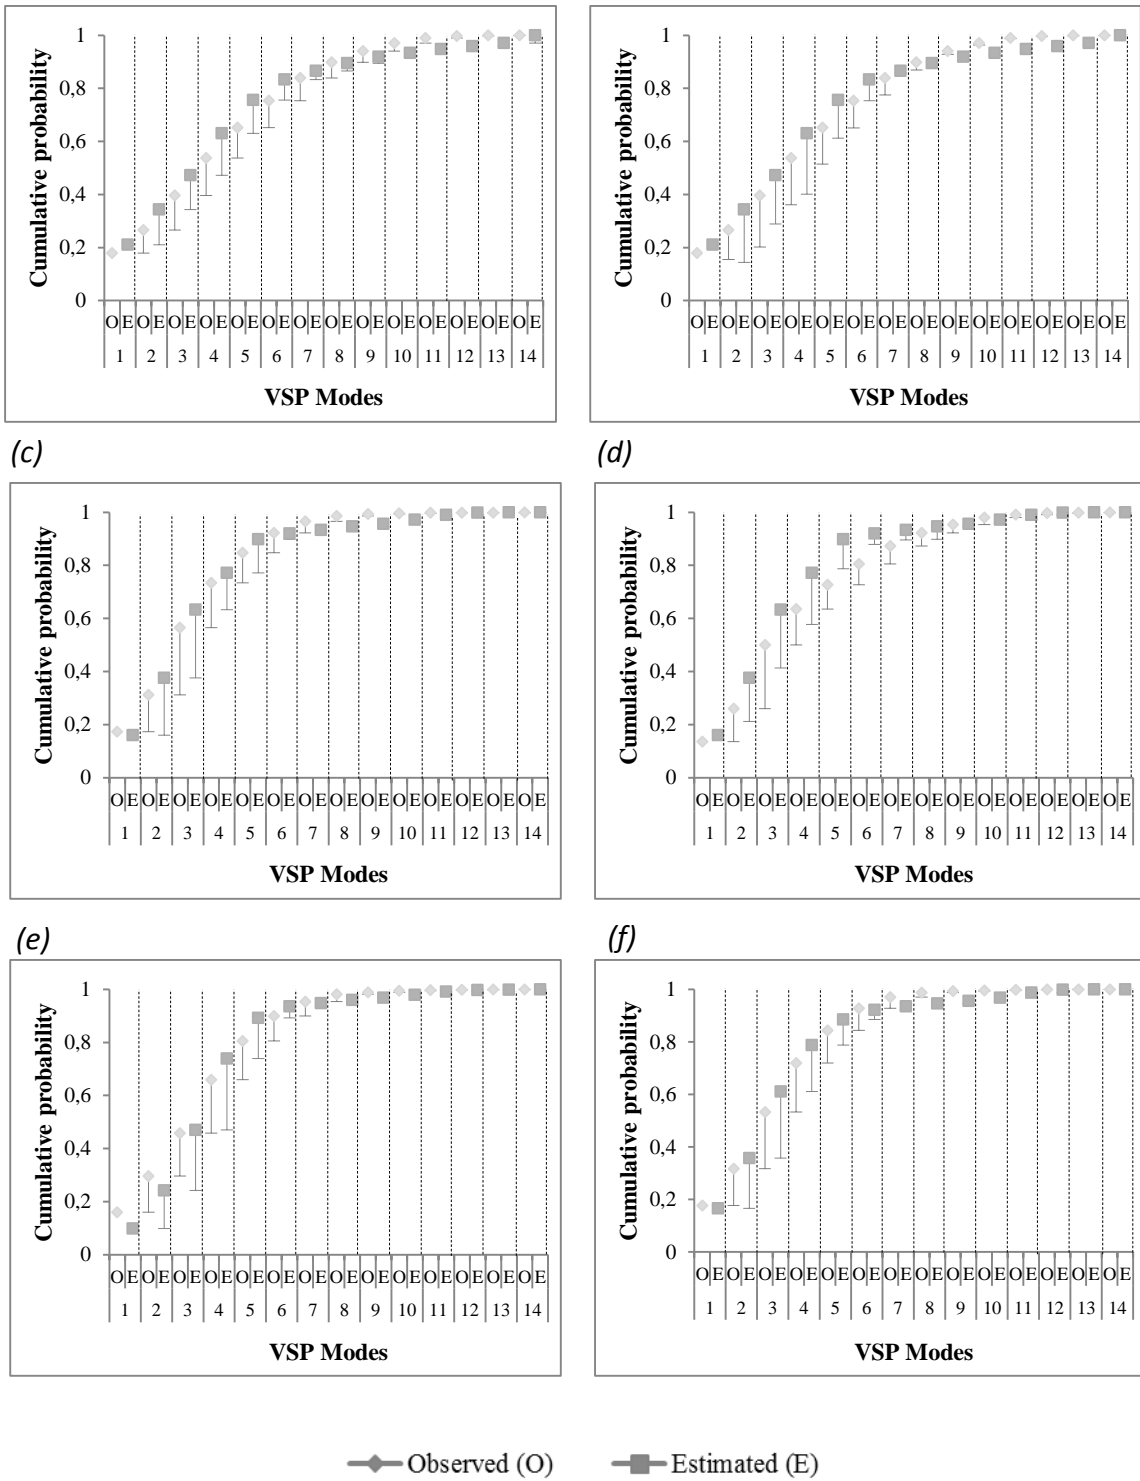 1
0,8
0,6
0,4
0,2
0
Cumulative probability
O E O E O E O E O E O E O E O E O E O E O E O E O E O E
1 2 3 4 5 6 7 8 9 10 11 12 13 14
VSP Modes
1
0,8
0,6
0,4
0,2
0
Cumulative probability
O E O E O E O E O E O E O E O E O E O E O E O E O E O E
1 2 3 4 5 6 7 8 9 10 11 12 13 14
VSP Modes
(c)
(d)
1
0,8
0,6
0,4
0,2
0
Cumulative probability
O E O E O E O E O E O E O E O E O E O E O E O E O E O E
1 2 3 4 5 6 7 8 9 10 11 12 13 14
VSP Modes
1
0,8
0,6
0,4
0,2
0
Cumulative probability
O E O E O E O E O E O E O E O E O E O E O E O E O E O E
1 2 3 4 5 6 7 8 9 10 11 12 13 14
VSP Modes
(e)
(f)
1
0,8
0,6
0,4
0,2
0
Cumulative probability
O E O E O E O E O E O E O E O E O E O E O E O E O E O E
1 2 3 4 5 6 7 8 9 10 11 12 13 14
VSP Modes
1
0,8
0,6
0,4
0,2
0
Cumulative probability
O E O E O E O E O E O E O E O E O E O E O E O E O E O E
1 2 3 4 5 6 7 8 9 10 11 12 13 14
VSP Modes
Observed (O) Estimated (E)